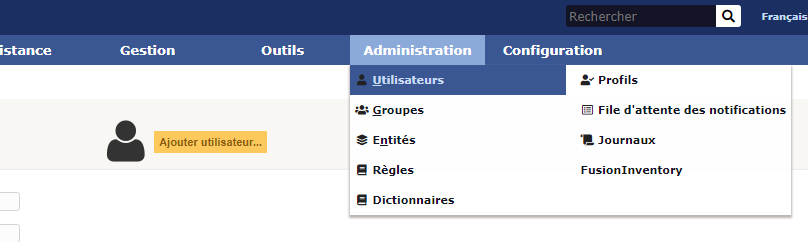 Rechercher
Français
istance
Gestion
Outils
Administration
Configuration
Utilisateurs
Profils
Groupes
File d'attente des notifications
Ajouter utilisateur...
Entités
Journaux
Règles
FusionInventory
Dictionnaires